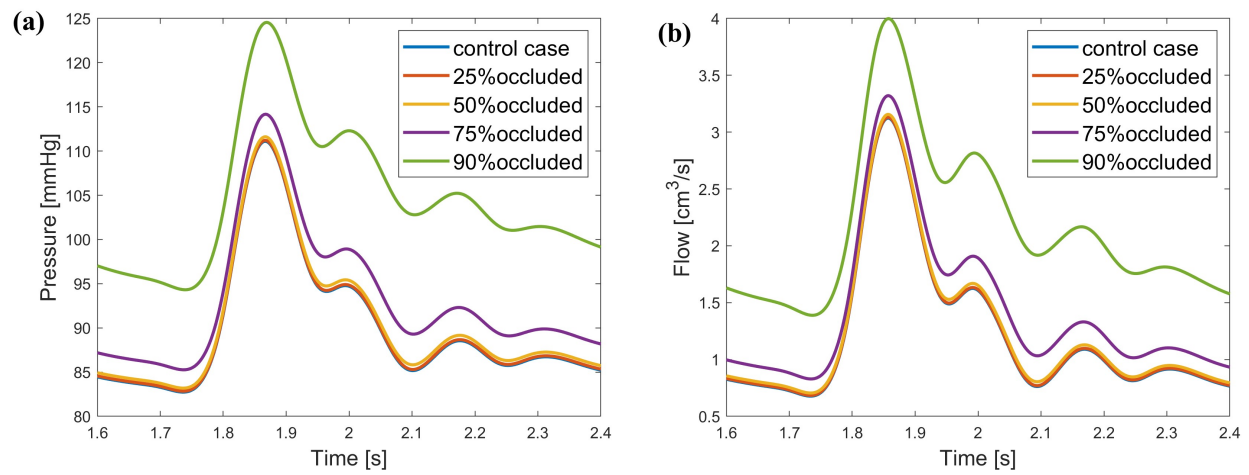 (a)
125
120
115
110
105
100
95
90
85
80
Pressure [mmHg]
1.6
1.7
1.8
1.9
2
2.1
2.2
2.3
2.4
Time [s]
control case
25%occluded
50%occluded
75%occluded
90%occluded
(b)
4
3.5
3
2.5
2
1.5
1
0.5
Flow [cm³/s]
1.6
1.7
1.8
1.9
2
2.1
2.2
2.3
2.4
Time [s]
control case
25%occluded
50%occluded
75%occluded
90%occluded